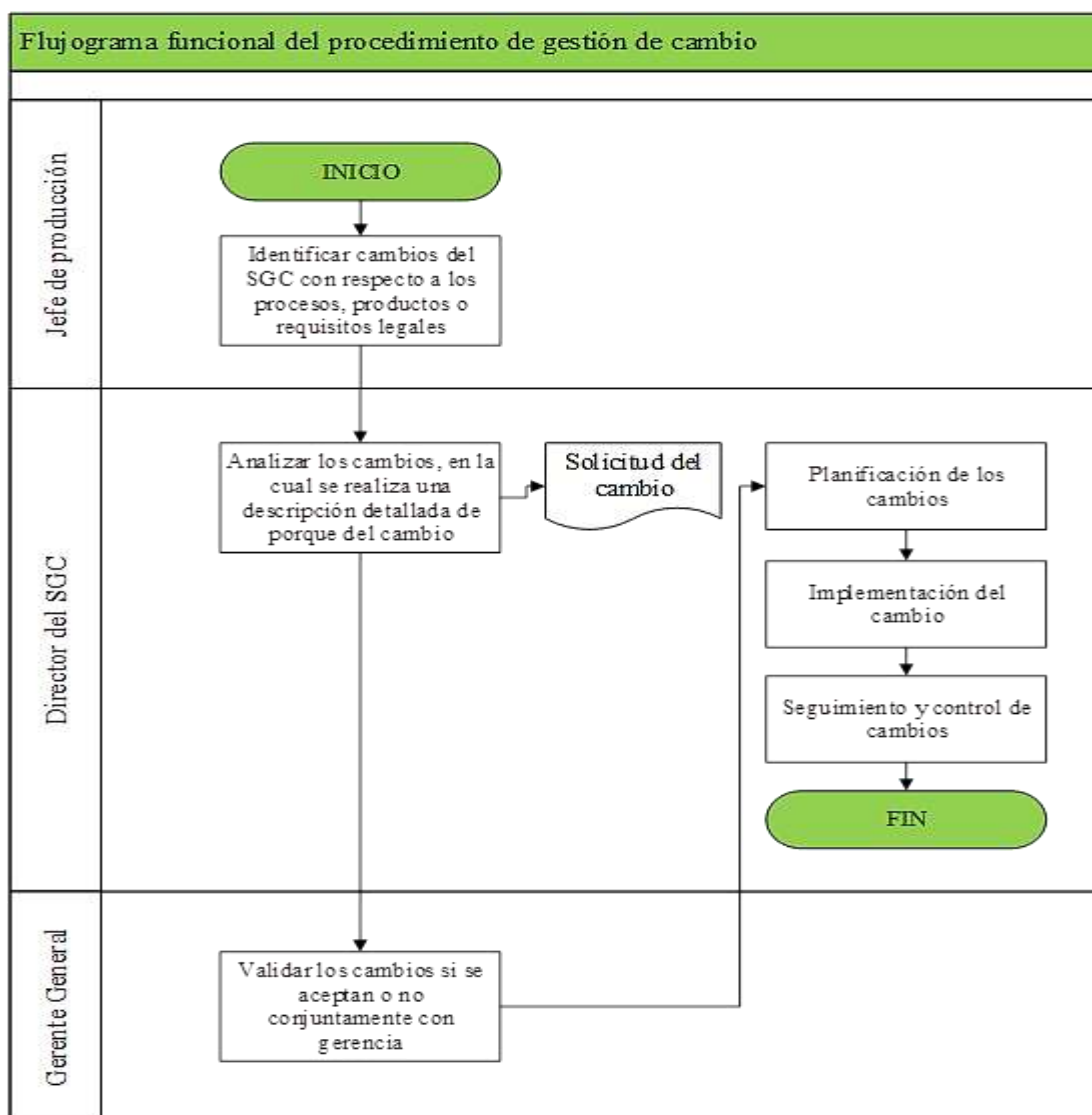 Flujograma funcional del procedimiento de gestión de cambio
Jefe de producción
INICIO
Identificar cambios del
SGC con respecto a los
procesos, productos o
requisitos legales
Director del SGC
Analizar los cambios, en la
cual se realiza una
descripción detallada de
porque del cambio
Solicitud del
cambio
Planificación de los
cambios
Implementación del
cambio
Seguimiento y control de
cambios
FIN
Gerente General
Validar los cambios si se
aceptan o no
conjuntamente con
gerencia